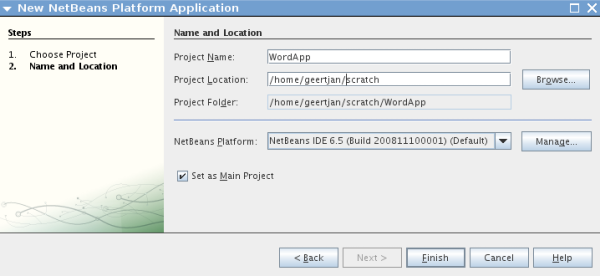 New NetBeans Platform Application
Steps
1. Choose Project
2. Name and Location
Name and Location
Project Name: WordApp
Project Location: /home/geertjan/scratch Browse...
Project Folder: /home/geertjan/scratch/WordApp
NetBeans Platform: NetBeans IDE 6.5 (Build 200811100001) (Default) Manage...
Set as Main Project
< Back Next > Finish Cancel Help